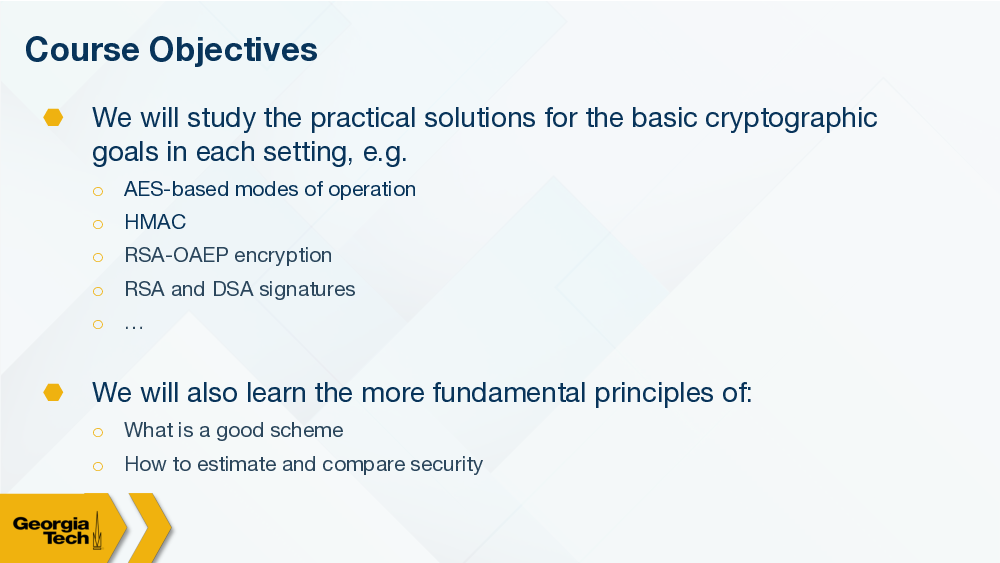 Course Objectives
We will study the practical solutions for the basic cryptographic
goals in each setting, e.g.
AES-based modes of operation
HMAC
RSA-OAEP encryption
RSA and DSA signatures
…
We will also learn the more fundamental principles of:
What is a good scheme
How to estimate and compare security
Georgia
Tech